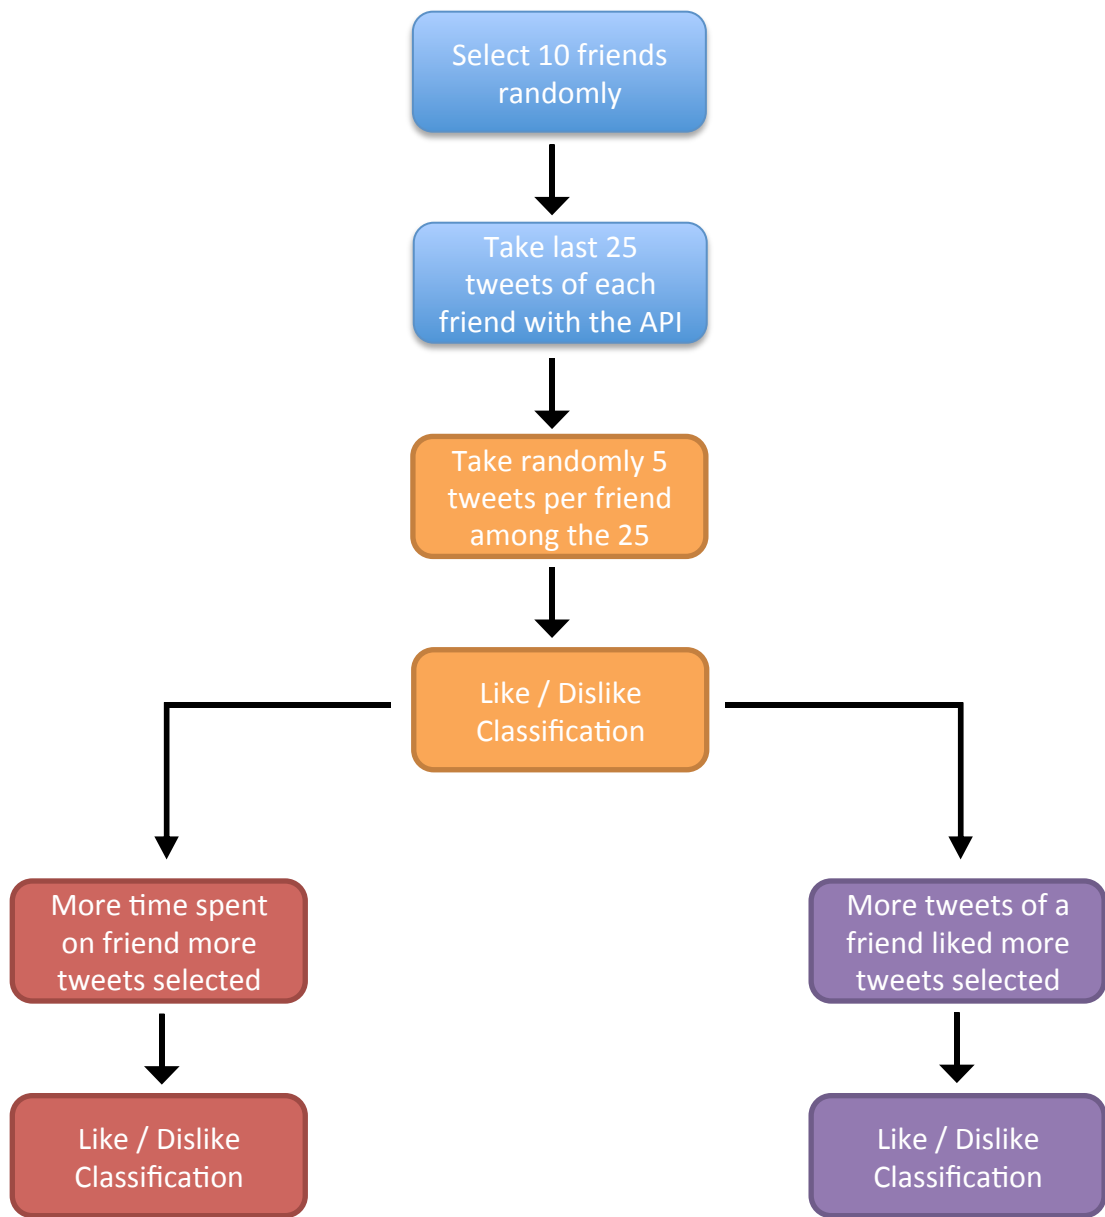 Select 10 friends
randomly
Take last 25
tweets of each
friend with the API
Take randomly 5
tweets per friend
among the 25
Like / Dislike
Classification
More time spent
on friend more
tweets selected
More tweets of a
friend liked more
tweets selected
Like / Dislike
Classification
Like / Dislike
Classification